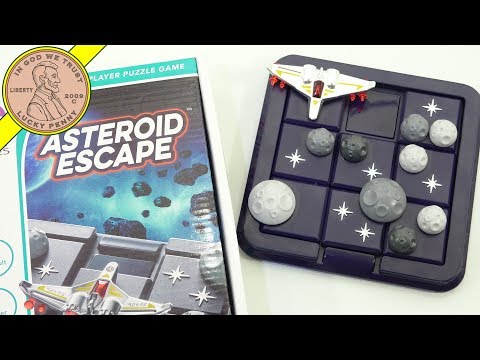 IN GOD WE TRUST
LIBERTY
2009
C
LUCKY PENNY
PLAYER PUZZLE GAME
ASTEROID
ESCAPE